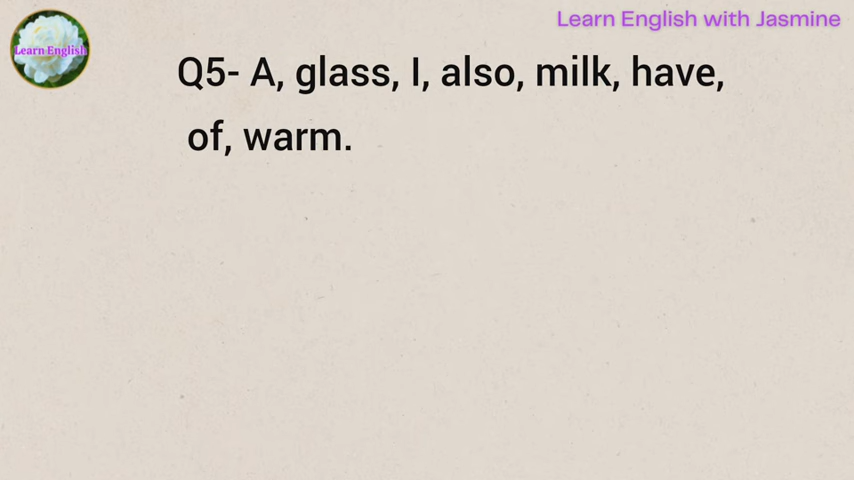 Learn English with Jasmine
Learn English
Q5- A, glass, I, also, milk, have,
of, warm.